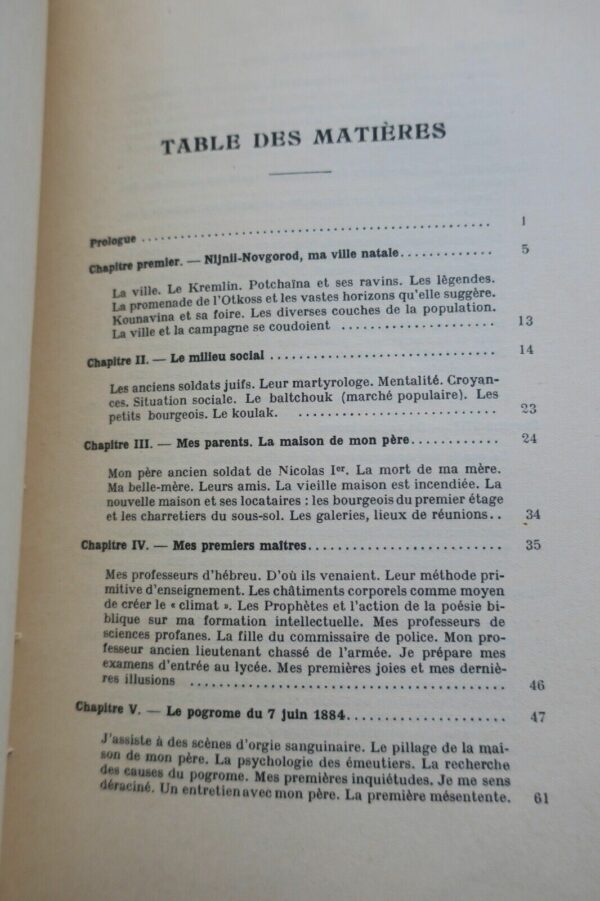 TABLE DES MATIÈRES
Prologue .......... 1
Chapitre premier. — Nijnii-Novgorod, ma ville natale .......... 5
La ville. Le Kremlin. Potchaïna et ses ravins. Les légendes.
La promenade de l'Otkoss et les vastes horizons qu'elle suggère.
Kounavina et sa foire. Les diverses couches de la population.
La ville et la campagne se coudoient .......... 13
Chapitre II. — Le milieu social .......... 14
Les anciens soldats juifs. Leur martyrologe. Mentalité. Croyan-
ces. Situation sociale. Le baltchouk (marché populaire). Les
petits bourgeois. Le koulak. .......... 23
Chapitre III. — Mes parents. La maison de mon père .......... 24
Mon père ancien soldat de Nicolas Ier. La mort de ma mère.
Ma belle-mère. Leurs amis. La vieille maison est incendiée. La
nouvelle maison et ses locataires : les bourgeois du premier étage
et les charretiers du sous-sol. Les galeries, lieux de réunions .. 34
Chapitre IV. — Mes premiers maîtres .......... 35
Mes professeurs d'hébreu. D'où ils venaient. Leur méthode pri-
mitive d'enseignement. Les châtiments corporels comme moyen
de créer le « climat ». Les Prophètes et l'action de la poésie bi-
blique sur ma formation intellectuelle. Mes professeurs de
sciences profanes. La fille du commissaire de police. Mon pro-
fesseur ancien lieutenant chassé de l'armée. Je prépare mes
examens d'entrée au lycée. Mes premières joies et mes derniè-
res illusions .......... 46
Chapitre V. — Le pogrome du 7 juin 1884 .......... 47
J'assiste à des scènes d'orgie sanguinaire. Le pillage de la mai-
son de mon père. La psychologie des émeutiers. La recherche
des causes du pogrome. Mes premières inquiétudes. Je me sens
déraciné. Un entretien avec mon père. La première mésentente. 61